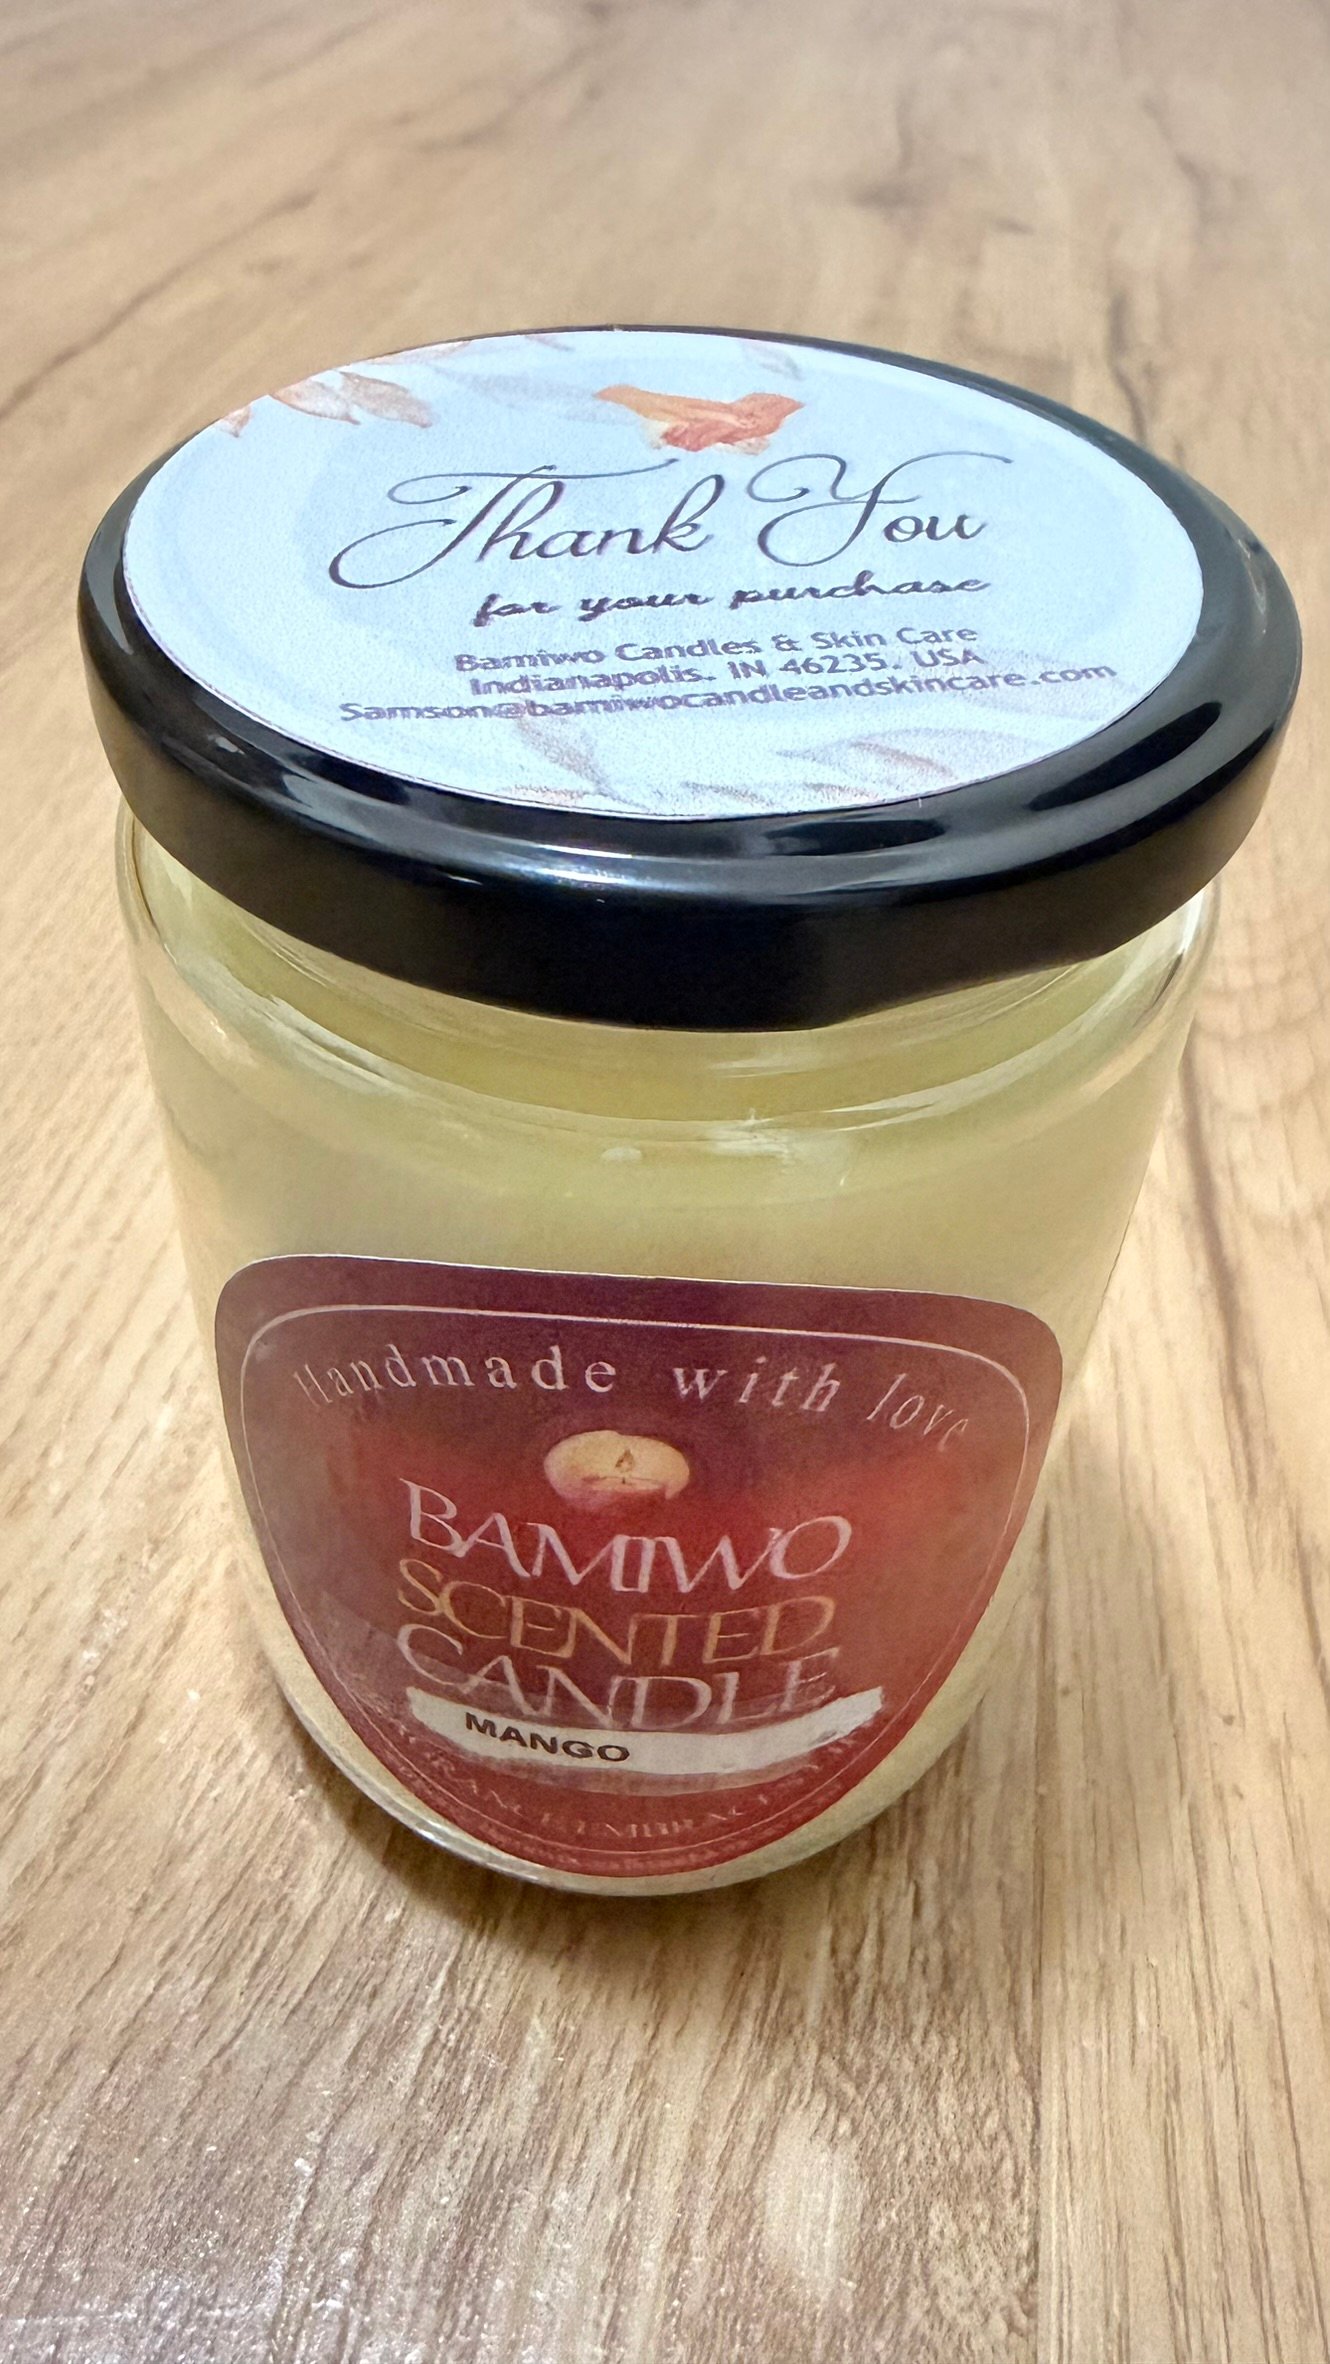 Thank You
for your purchase
Bamiwo Candles & Skin Care
Indianapolis. IN 46235. USA
Samson@bamiwocandleandskincare.com
Handmade with love
BAMIWO
SCENTED
CANDLE
MANGO